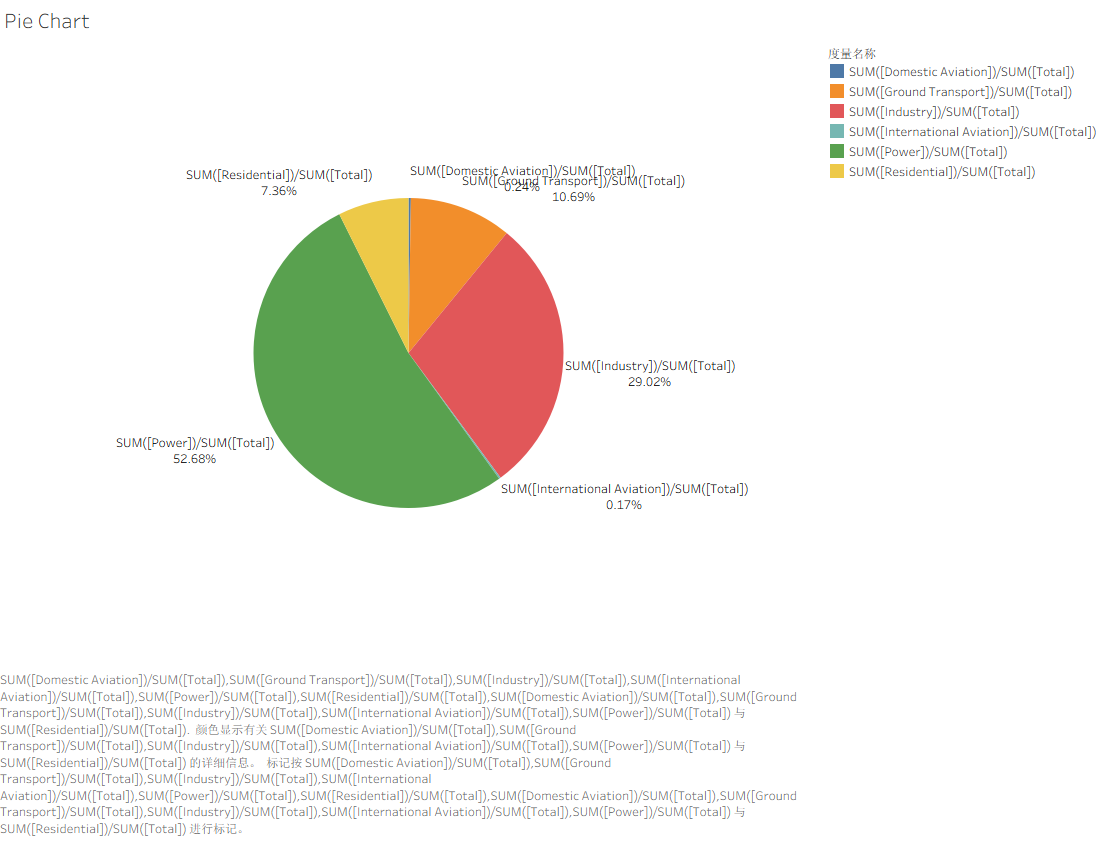 Pie Chart
度量名称
SUM([Domestic Aviation])/SUM([Total])
SUM([Ground Transport])/SUM([Total])
SUM([Industry])/SUM([Total])
SUM([International Aviation])/SUM([Total])
SUM([Power])/SUM([Total])
SUM([Residential])/SUM([Total])
SUM([Residential])/SUM([Total])
7.36%
SUM([Domestic Aviation])/SUM([Total])
0.24%
SUM([Ground Transport])/SUM([Total])
10.69%
SUM([Industry])/SUM([Total])
29.02%
SUM([Power])/SUM([Total])
52.68%
SUM([International Aviation])/SUM([Total])
0.17%
SUM([Domestic Aviation])/SUM([Total]),SUM([Ground Transport])/SUM([Total]),SUM([Industry])/SUM([Total]),SUM([International
Aviation])/SUM([Total]),SUM([Power])/SUM([Total]),SUM([Residential])/SUM([Total]),SUM([Domestic Aviation])/SUM([Total]),SUM([Ground
Transport])/SUM([Total]),SUM([Industry])/SUM([Total]),SUM([International Aviation])/SUM([Total]),SUM([Power])/SUM([Total]) 与
SUM([Residential])/SUM([Total]). 颜色显示有关 SUM([Domestic Aviation])/SUM([Total]),SUM([Ground
Transport])/SUM([Total]),SUM([Industry])/SUM([Total]),SUM([International Aviation])/SUM([Total]),SUM([Power])/SUM([Total]) 与
SUM([Residential])/SUM([Total]) 的详细信息。 标记按 SUM([Domestic Aviation])/SUM([Total]),SUM([Ground
Transport])/SUM([Total]),SUM([Industry])/SUM([Total]),SUM([International
Aviation])/SUM([Total]),SUM([Power])/SUM([Total]),SUM([Residential])/SUM([Total]),SUM([Domestic Aviation])/SUM([Total]),SUM([Ground
Transport])/SUM([Total]),SUM([Industry])/SUM([Total]),SUM([International Aviation])/SUM([Total]),SUM([Power])/SUM([Total]) 与
SUM([Residential])/SUM([Total]) 进行标记。